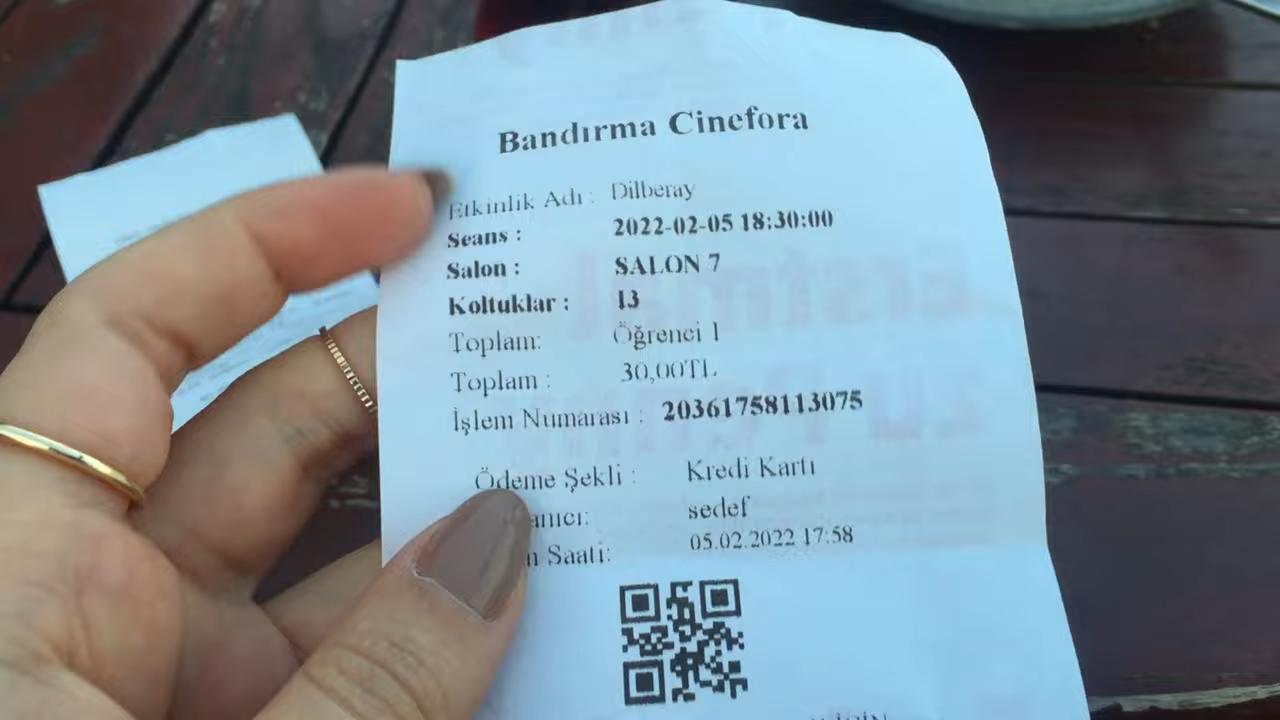 Bandırma Cinefora
Etkinlik Adı : Dilberay
Seans : 2022-02-05 18:30:00
Salon : SALON 7
Koltuklar : 13
Toplam: Öğrenci 1
Toplam : 30,00TL
İşlem Numarası : 20361758113075
Ödeme Şekli : Kredi Kartı
anıcı: sedef
n Saati: 05.02.2022 17:58